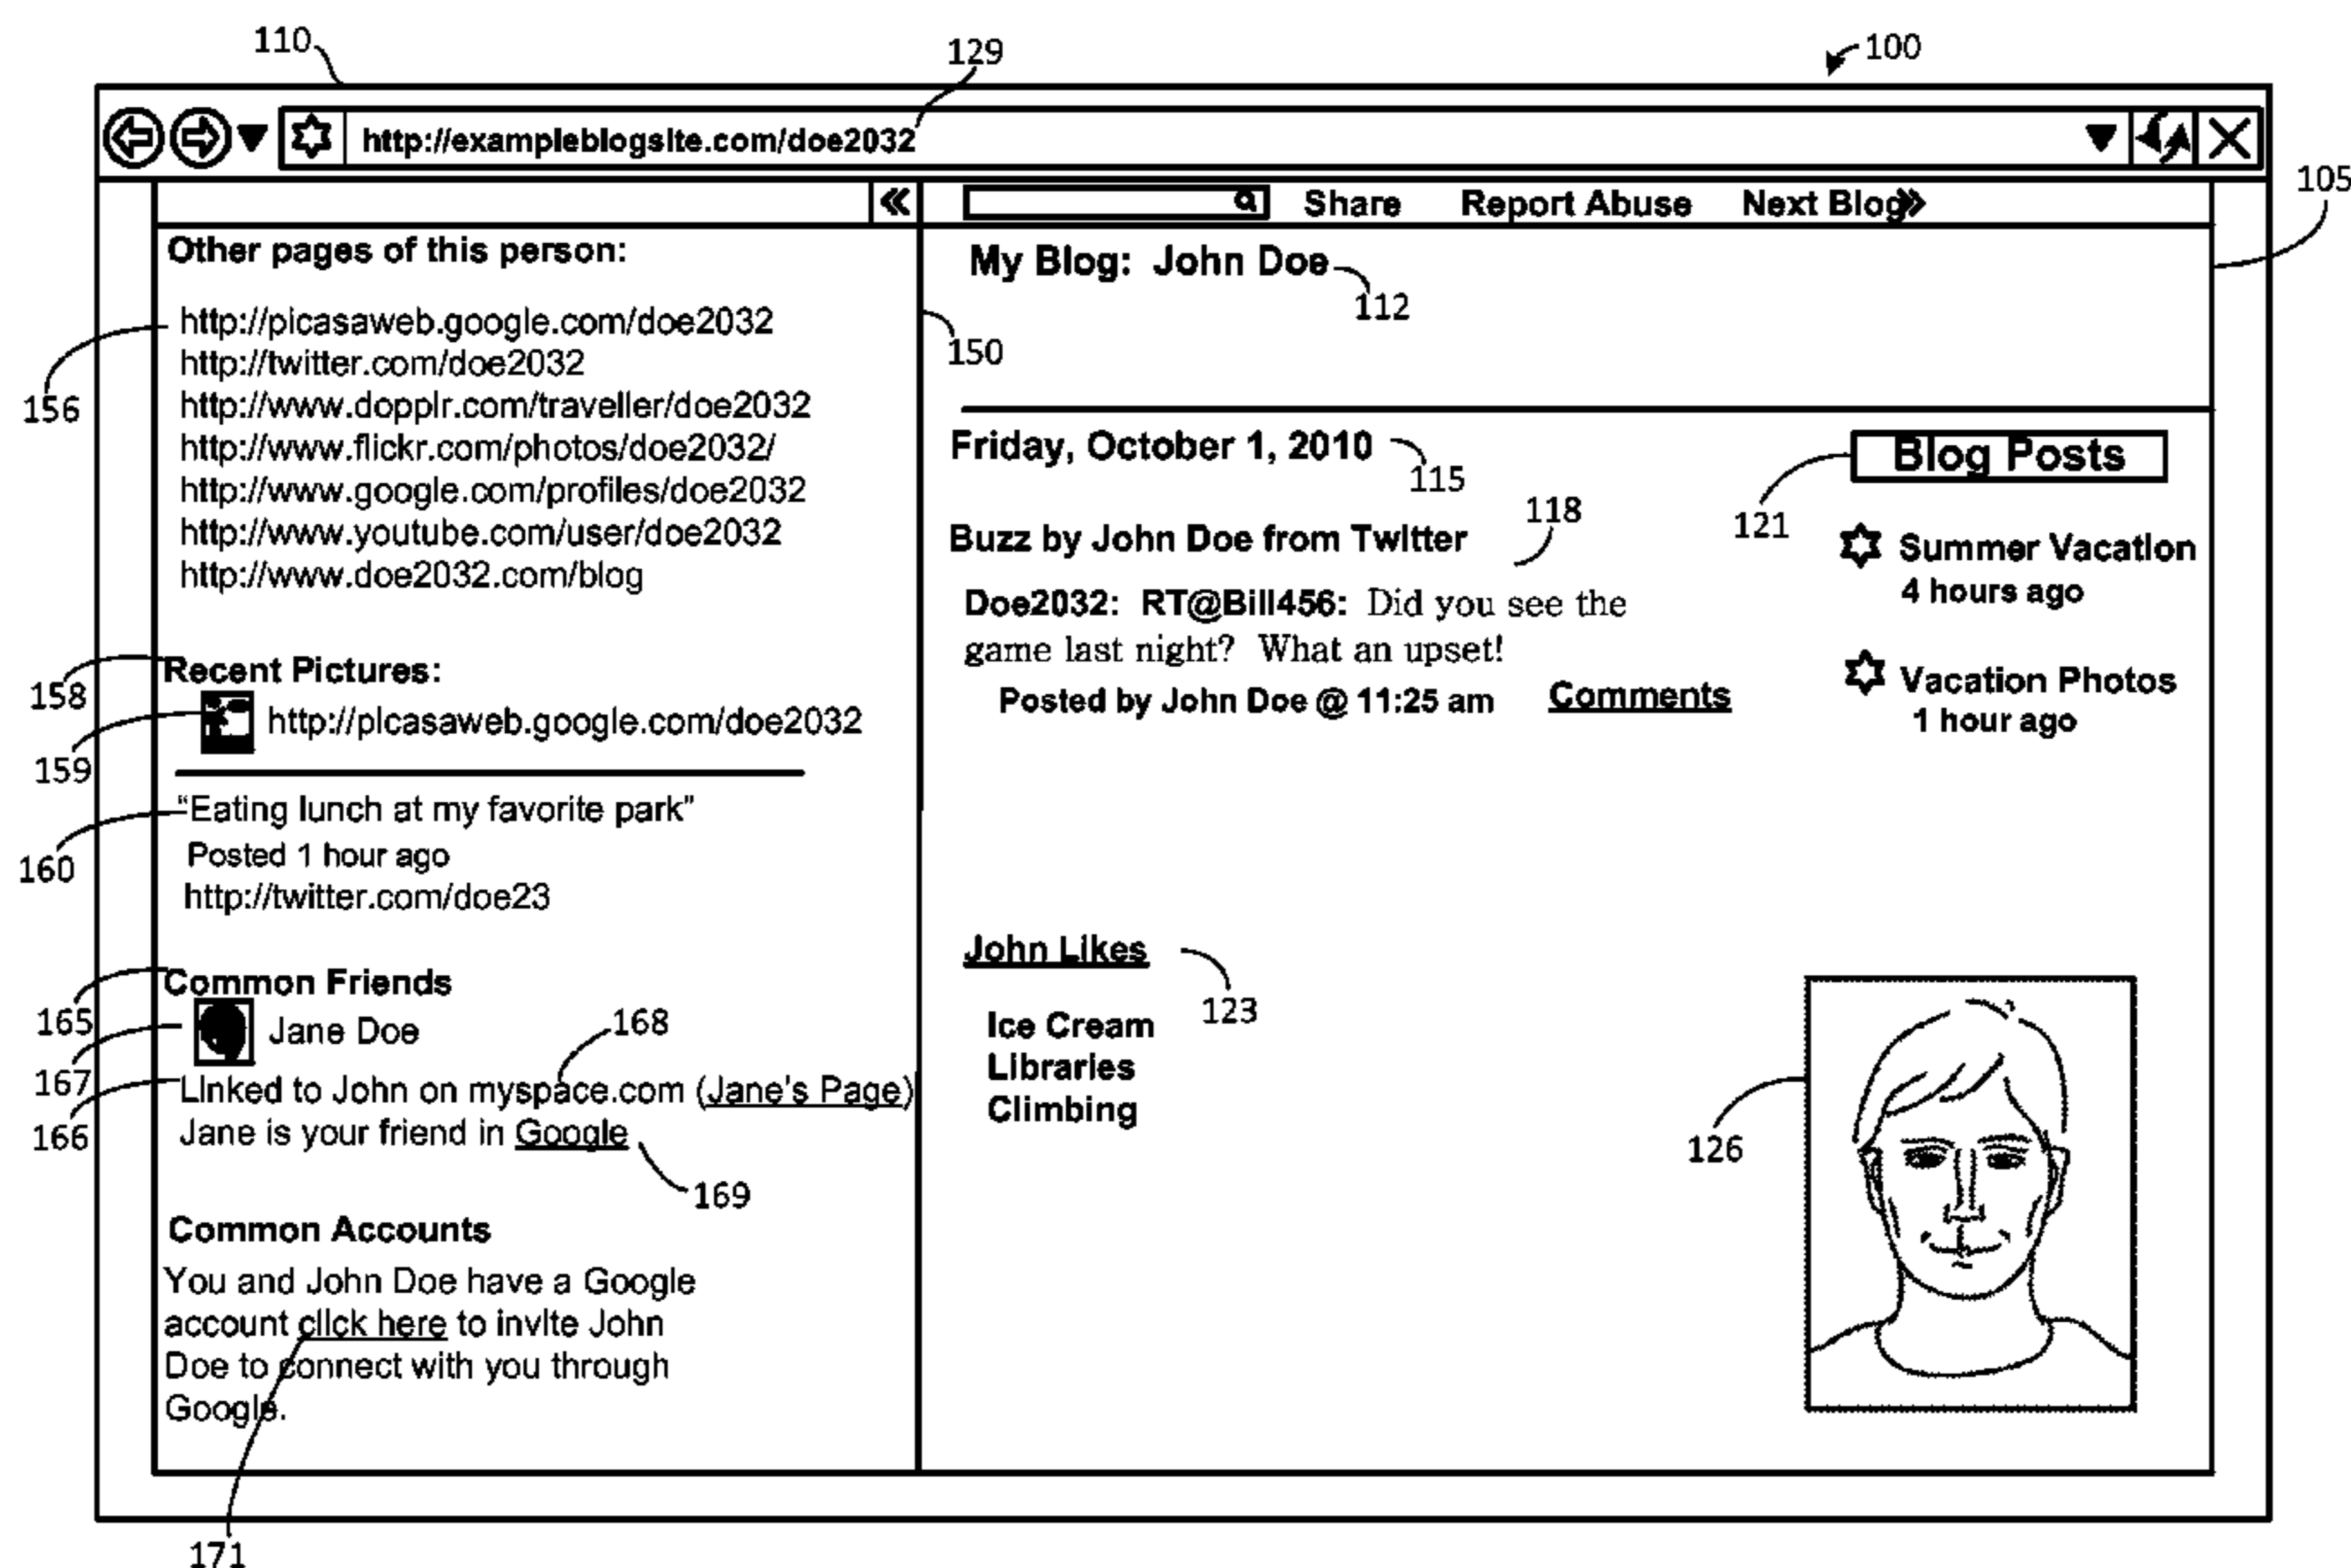 110
129
100
http://exampleblogsite.com/doe2032
105
«
Share Report Abuse Next Blog»
Other pages of this person:
http://picasaweb.google.com/doe2032
http://twitter.com/doe2032
http://www.dopplr.com/traveller/doe2032
http://www.flickr.com/photos/doe2032/
http://www.google.com/profiles/doe2032
http://www.youtube.com/user/doe2032
http://www.doe2032.com/blog
156
150
My Blog: John Doe
112
Friday, October 1, 2010
115
Blog Posts
121
Buzz by John Doe from Twitter
118
Doe2032: RT@Bill456: Did you see the
game last night? What an upset!
Posted by John Doe @ 11:25 am Comments
Summer Vacation
4 hours ago
Vacation Photos
1 hour ago
Recent Pictures:
158
http://picasaweb.google.com/doe2032
159
"Eating lunch at my favorite park"
Posted 1 hour ago
160
http://twitter.com/doe23
Common Friends
165
Jane Doe
168
167
Linked to John on myspace.com (Jane's Page)
166
Jane is your friend in Google
169
Common Accounts
You and John Doe have a Google
account click here to invite John
Doe to connect with you through
Google.
171
John Likes
123
Ice Cream
Libraries
Climbing
126